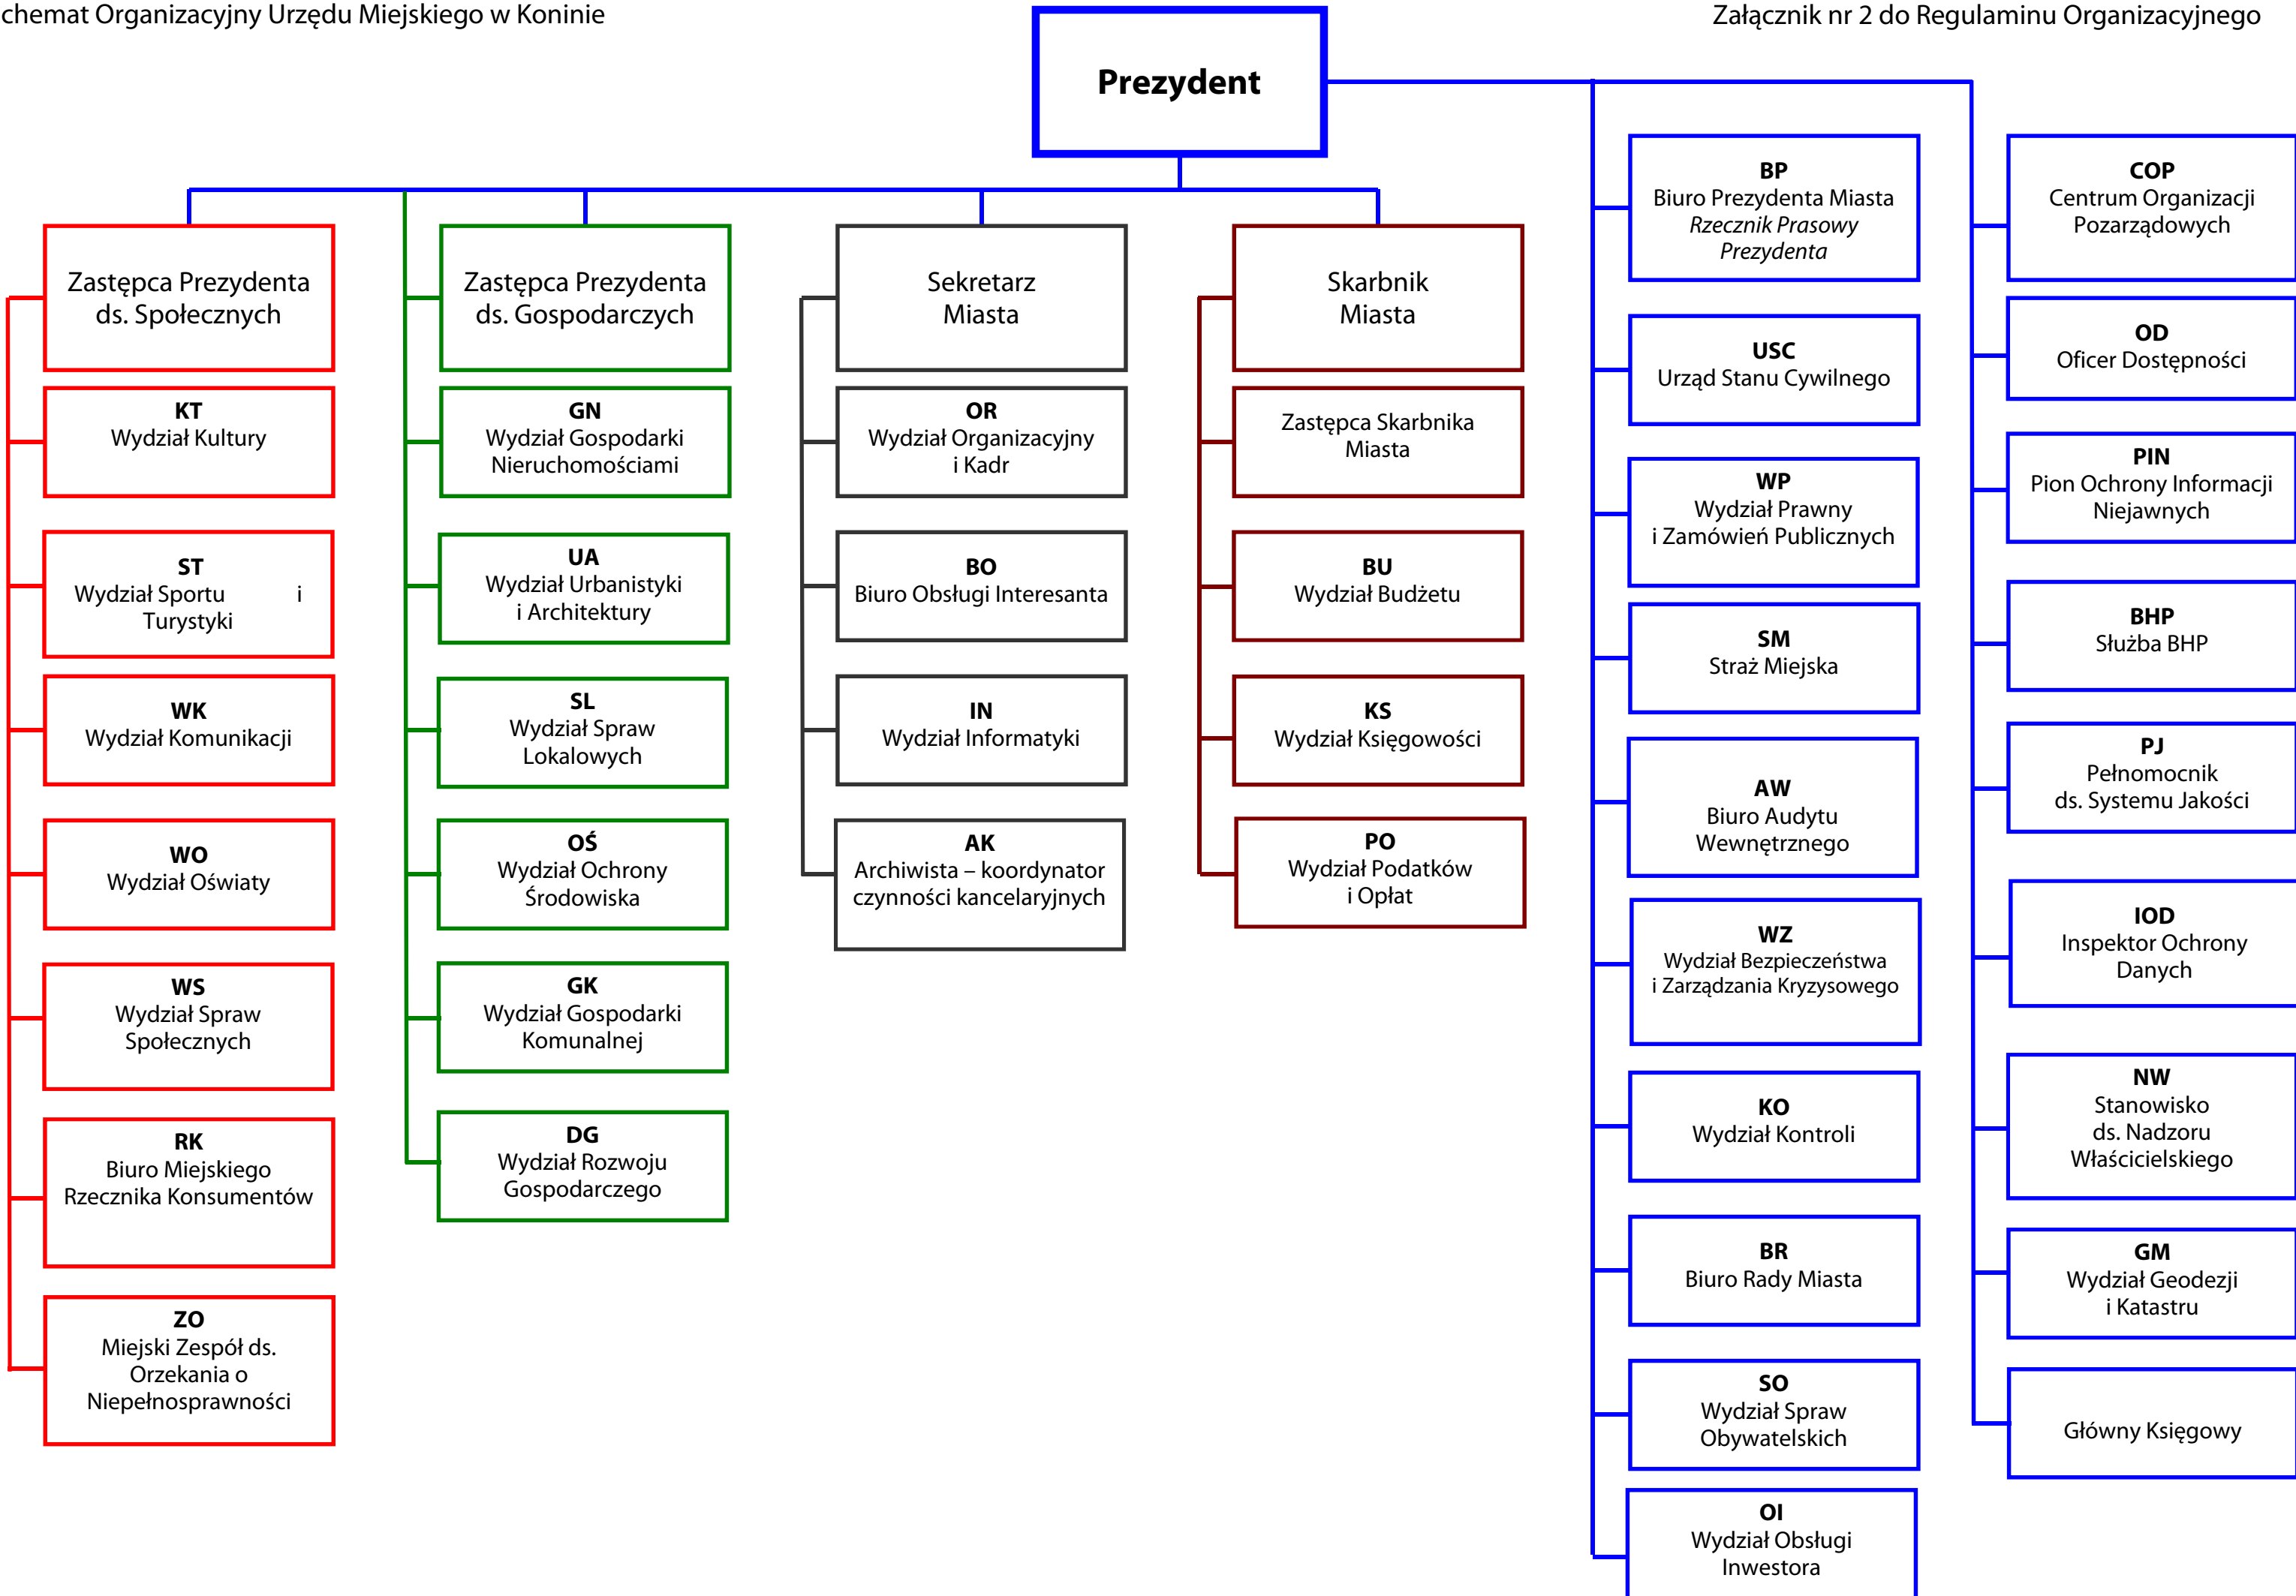 chemat Organizacyjny Urzędu Miejskiego w Koninie
Załącznik nr 2 do Regulaminu Organizacyjnego
Prezydent
Zastępca Prezydenta
ds. Społecznych
KT
Wydział Kultury
ST
Wydział Sportu i
Turystyki
WK
Wydział Komunikacji
WO
Wydział Oświaty
WS
Wydział Spraw
Społecznych
RK
Biuro Miejskiego
Rzecznika Konsumentów
ZO
Miejski Zespół ds.
Orzekania o
Niepełnosprawności
Zastępca Prezydenta
ds. Gospodarczych
GN
Wydział Gospodarki
Nieruchomościami
UA
Wydział Urbanistyki
i Architektury
SL
Wydział Spraw
Lokalowych
OŚ
Wydział Ochrony
Środowiska
GK
Wydział Gospodarki
Komunalnej
DG
Wydział Rozwoju
Gospodarczego
Sekretarz
Miasta
OR
Wydział Organizacyjny
i Kadr
BO
Biuro Obsługi Interesanta
IN
Wydział Informatyki
AK
Archiwista – koordynator
czynności kancelaryjnych
Skarbnik
Miasta
Zastępca Skarbnika
Miasta
BU
Wydział Budżetu
KS
Wydział Księgowości
PO
Wydział Podatków
i Opłat
BP
Biuro Prezydenta Miasta
Rzecznik Prasowy
Prezydenta
USC
Urząd Stanu Cywilnego
WP
Wydział Prawny
i Zamówień Publicznych
SM
Straż Miejska
AW
Biuro Audytu
Wewnętrznego
WZ
Wydział Bezpieczeństwa
i Zarządzania Kryzysowego
KO
Wydział Kontroli
BR
Biuro Rady Miasta
SO
Wydział Spraw
Obywatelskich
OI
Wydział Obsługi
Inwestora
COP
Centrum Organizacji
Pozarządowych
OD
Oficer Dostępności
PIN
Pion Ochrony Informacji
Niejawnych
BHP
Służba BHP
PJ
Pełnomocnik
ds. Systemu Jakości
IOD
Inspektor Ochrony
Danych
NW
Stanowisko
ds. Nadzoru
Właścicielskiego
GM
Wydział Geodezji
i Katastru
Główny Księgowy